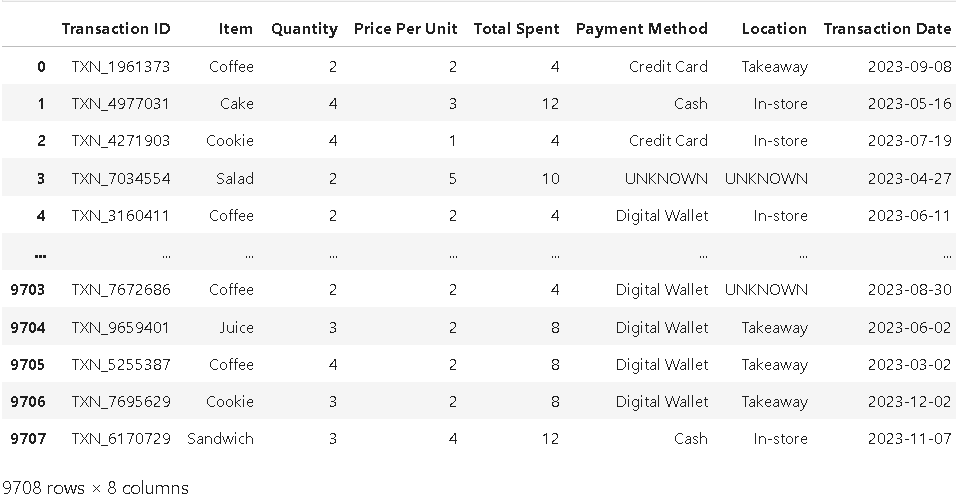 Transaction ID Item Quantity Price Per Unit Total Spent Payment Method Location Transaction Date
0 TXN_1961373 Coffee 2 2 4 Credit Card Takeaway 2023-09-08
1 TXN_4977031 Cake 4 3 12 Cash In-store 2023-05-16
2 TXN_4271903 Cookie 4 1 4 Credit Card In-store 2023-07-19
3 TXN_7034554 Salad 2 5 10 UNKNOWN UNKNOWN 2023-04-27
4 TXN_3160411 Coffee 2 2 4 Digital Wallet In-store 2023-06-11
... ... ... ... ... ... ... ... ...
9703 TXN_7672686 Coffee 2 2 4 Digital Wallet UNKNOWN 2023-08-30
9704 TXN_9659401 Juice 3 2 8 Digital Wallet Takeaway 2023-06-02
9705 TXN_5255387 Coffee 4 2 8 Digital Wallet Takeaway 2023-03-02
9706 TXN_7695629 Cookie 3 2 8 Digital Wallet Takeaway 2023-12-02
9707 TXN_6170729 Sandwich 3 4 12 Cash In-store 2023-11-07
9708 rows × 8 columns